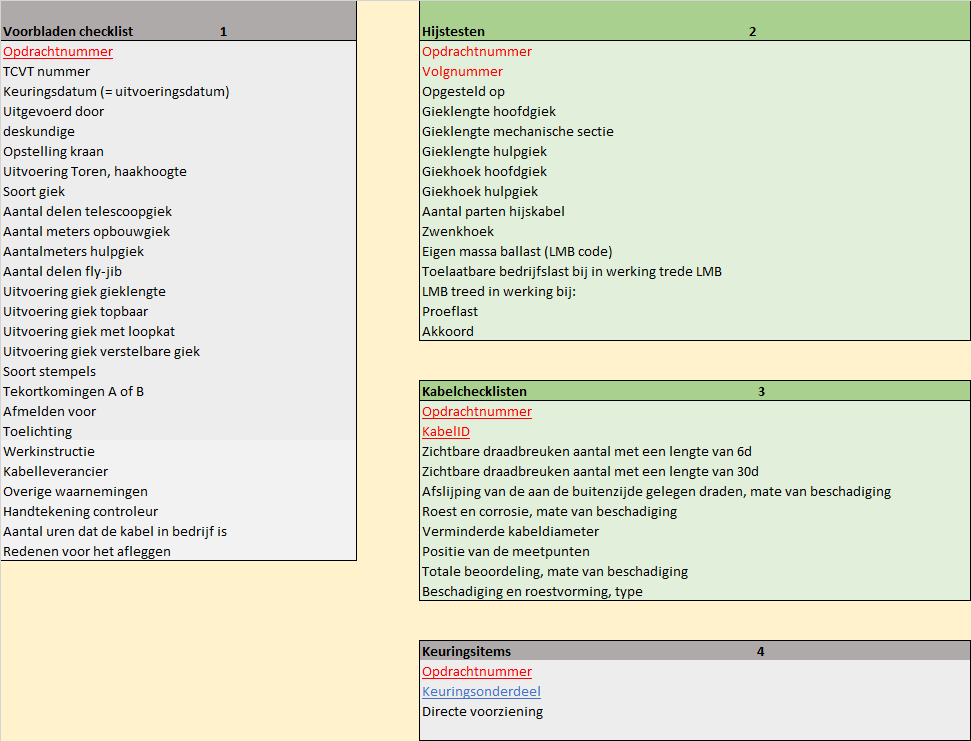 Voorbladen checklist 1
Opdrachtnummer
TCVT nummer
Keuringsdatum (= uitvoeringsdatum)
Uitgevoerd door
deskundige
Opstelling kraan
Uitvoering Toren, haakhoogte
Soort giek
Aantal delen telescoopgiek
Aantal meters opbouwgiek
Aantalmeters hulpgiek
Aantal delen fly-jib
Uitvoering giek gieklengte
Uitvoering giek topbaar
Uitvoering giek met loopkat
Uitvoering giek verstelbare giek
Soort stempels
Tekortkomingen A of B
Afmelden voor
Toelichting
Werkinstructie
Kabelleverancier
Overige waarnemingen
Handtekening controleur
Aantal uren dat de kabel in bedrijf is
Redenen voor het afleggen
Hijstesten 2
Opdrachtnummer
Volgnummer
Opgesteld op
Gieklengte hoofdgiek
Gieklengte mechanische sectie
Gieklengte hulpgiek
Giekhoek hoofdgiek
Giekhoek hulpgiek
Aantal parten hijskabel
Zwenkhoek
Eigen massa ballast (LMB code)
Toelaatbare bedrijfslast bij in werking trede LMB
LMB treed in werking bij:
Proeflast
Akkoord
Kabelchecklisten 3
Opdrachtnummer
KabelID
Zichtbare draadbreuken aantal met een lengte van 6d
Zichtbare draadbreuken aantal met een lengte van 30d
Afslijping van de aan de buitenzijde gelegen draden, mate van beschadiging
Roest en corrosie, mate van beschadiging
Verminderde kabeldiameter
Positie van de meetpunten
Totale beoordeling, mate van beschadiging
Beschadiging en roestvorming, type
Keuringsitems 4
Opdrachtnummer
Keuringsonderdeel
Directe voorziening